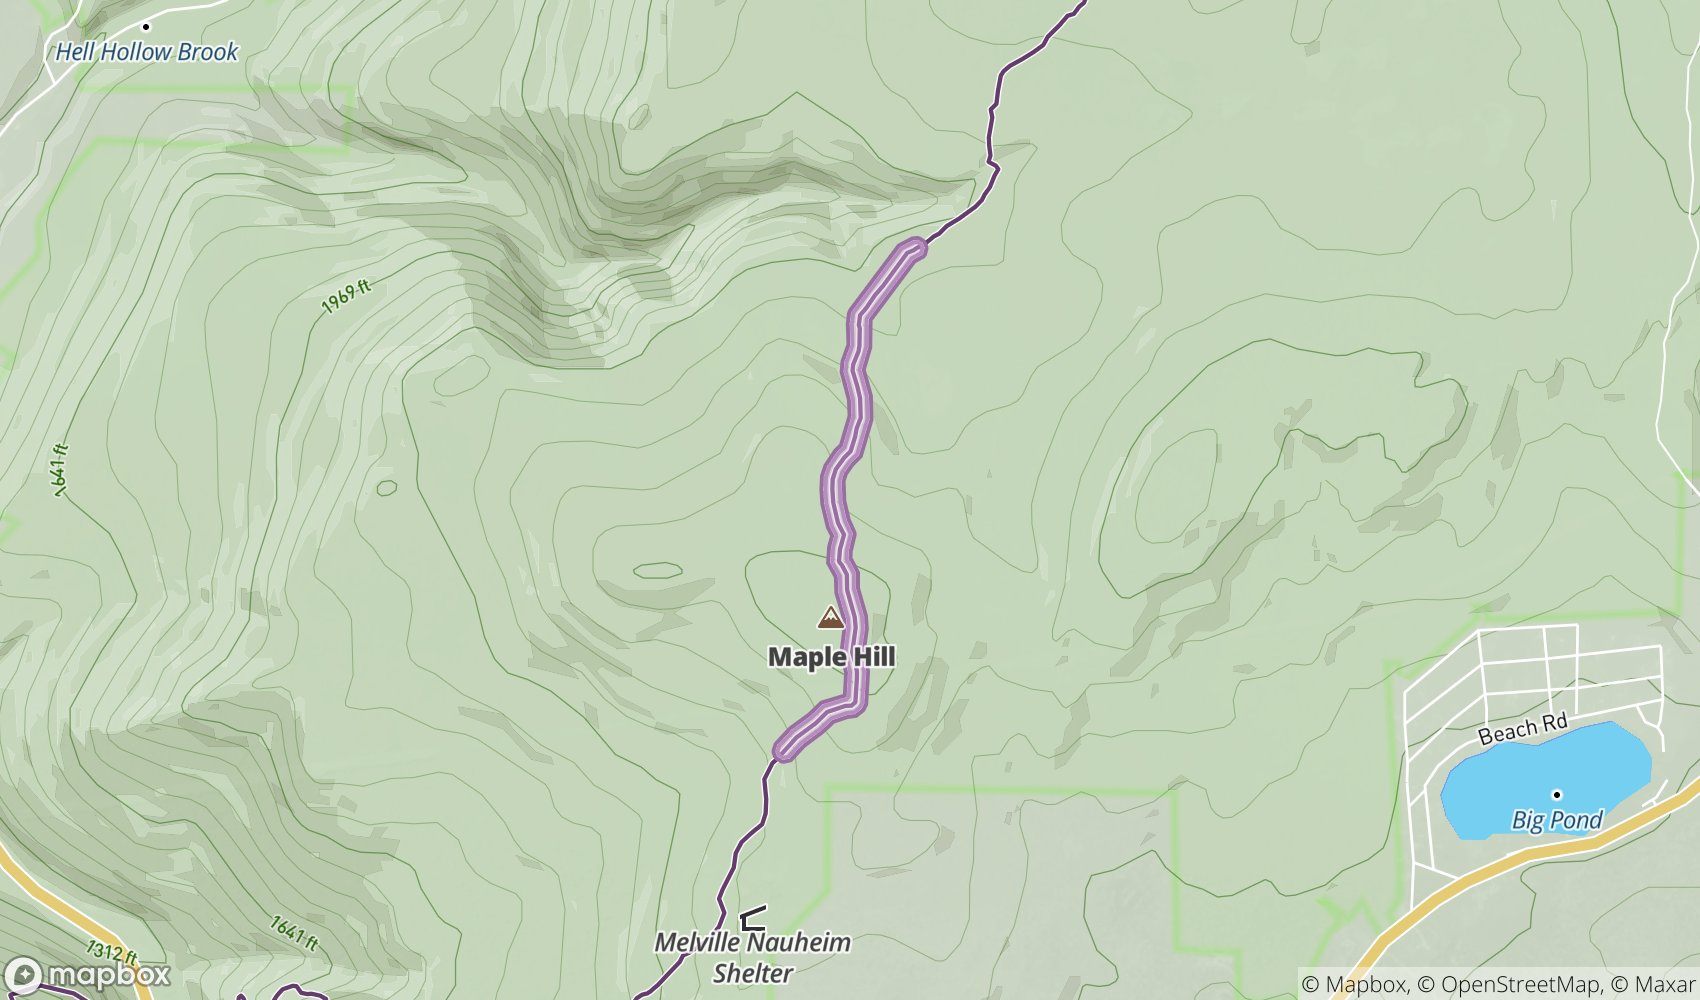 Hell Hollow Brook
1969 ft
1641 ft
Maple Hill
Beach Rd
Big Pond
Melville Nauheim
Shelter
1641 ft
1312 ft
mapbox
© Mapbox, © OpenStreetMap, © Maxar